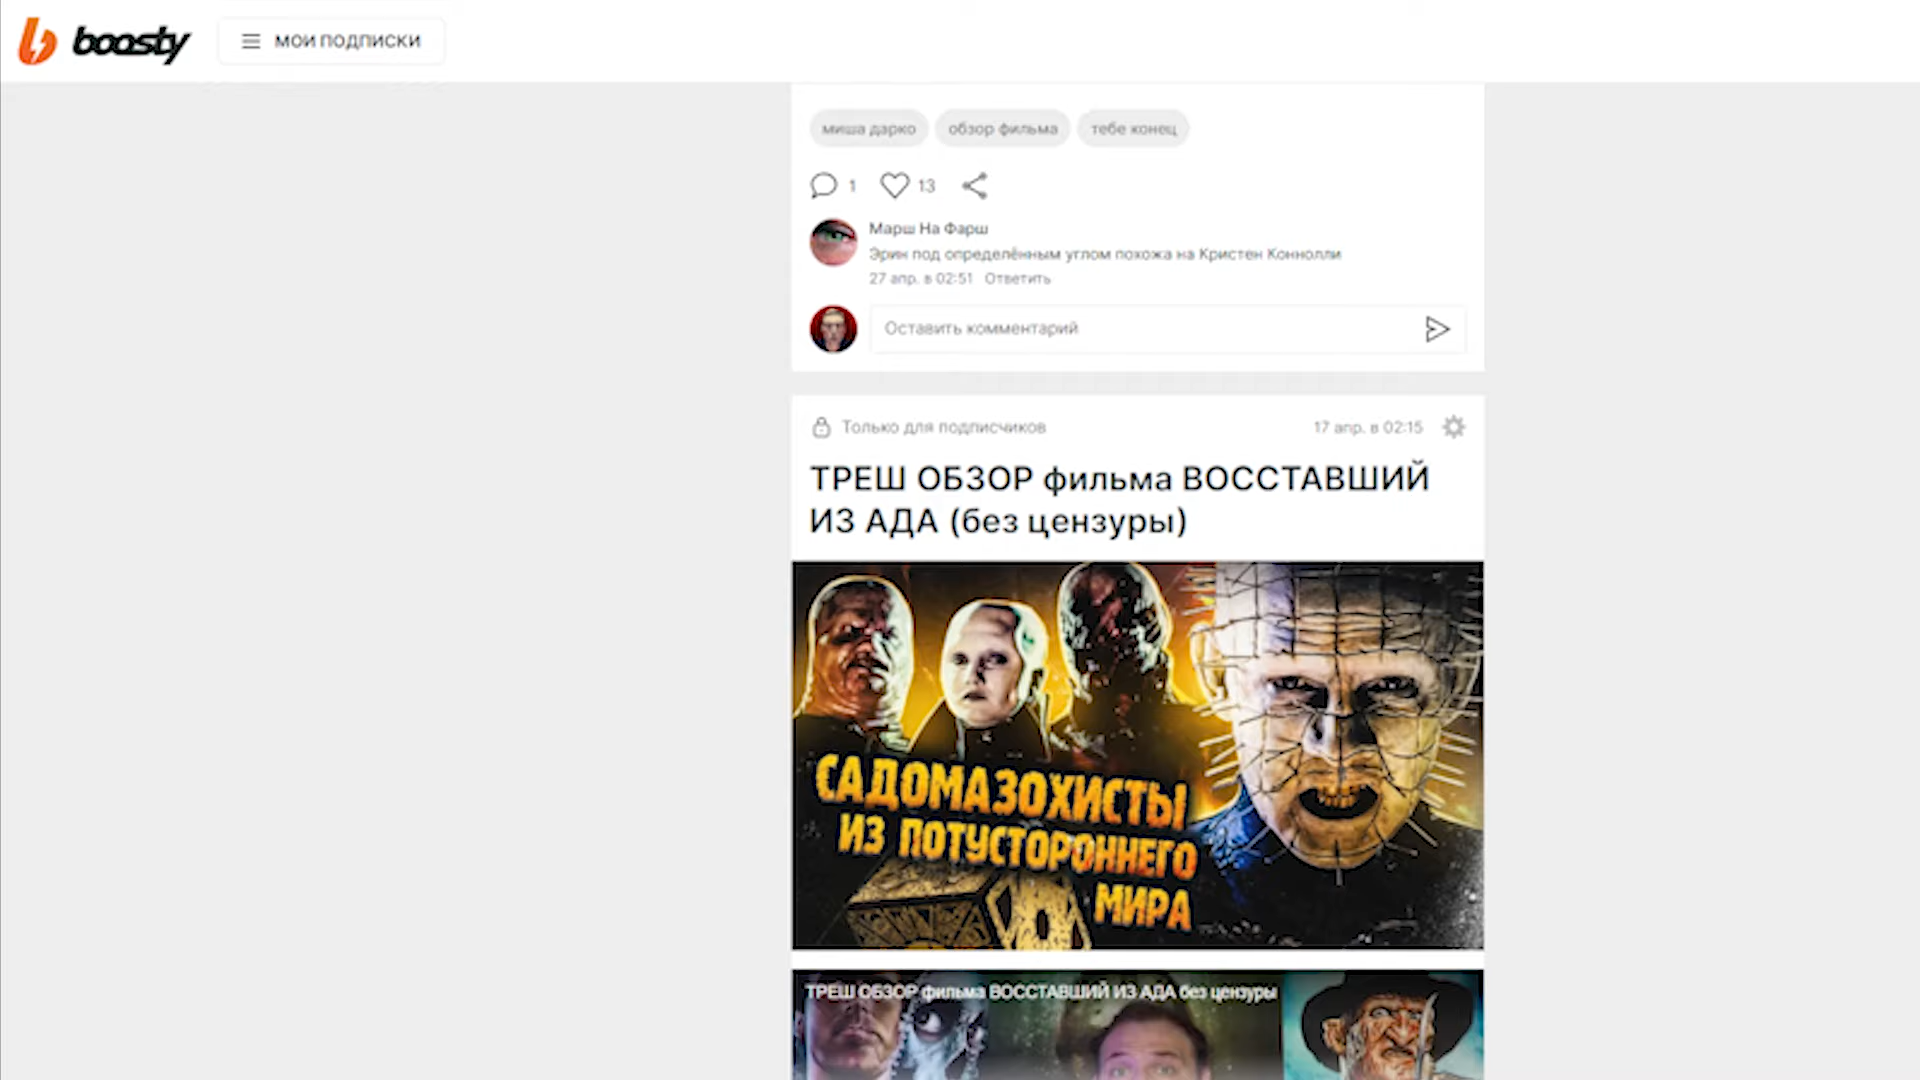 boosty
МОИ ПОДПИСКИ
миша дарко
обзор фильма
тебе конец
1
13
Марш На Фарш
Эрин под определённым углом похожа на Кристен Коннолли
27 апр. в 02:51 Ответить
Оставить комментарий
Только для подписчиков
17 апр. в 02:15
ТРЕШ ОБЗОР фильма ВОССТАВШИЙ
ИЗ АДА (без цензуры)
САДОМАЗОХИСТЫ
ИЗ ПОТУСТОРОННЕГО
МИРА
ТРЕШ ОБЗОР фильма ВОССТАВШИЙ ИЗ АДА без цензуры